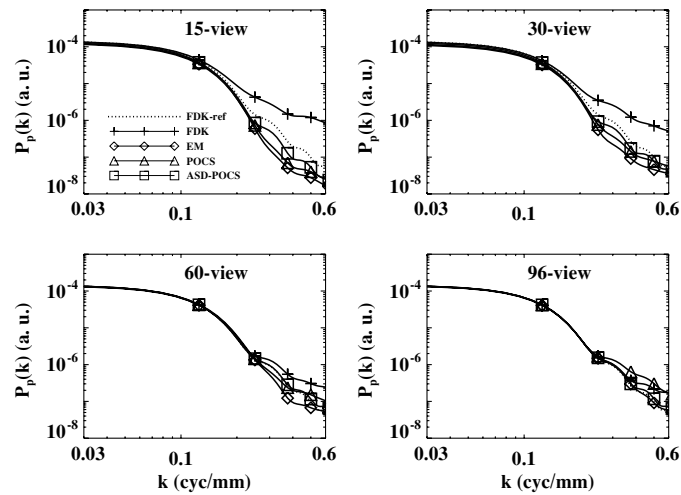 15-view
P_p(k) (a. u.)
10^-4
10^-6
10^-8
FDK-ref
FDK
EM
POCS
ASD-POCS
0.03
0.1
0.6
30-view
P_p(k) (a. u.)
10^-4
10^-6
10^-8
0.03
0.1
0.6
60-view
P_p(k) (a. u.)
10^-4
10^-6
10^-8
0.03
0.1
0.6
k (cyc/mm)
96-view
P_p(k) (a. u.)
10^-4
10^-6
10^-8
0.03
0.1
0.6
k (cyc/mm)